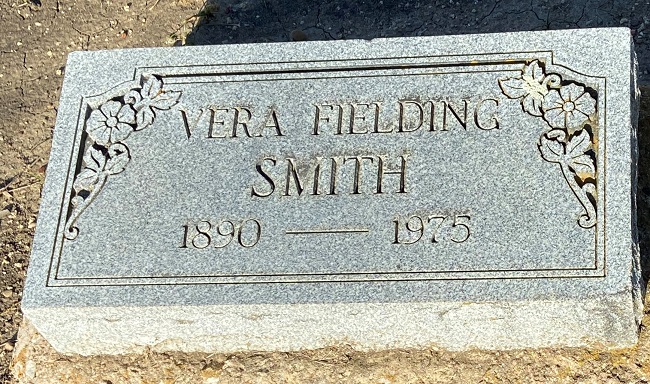 VERA FIELDING
SMITH
1890 — 1975